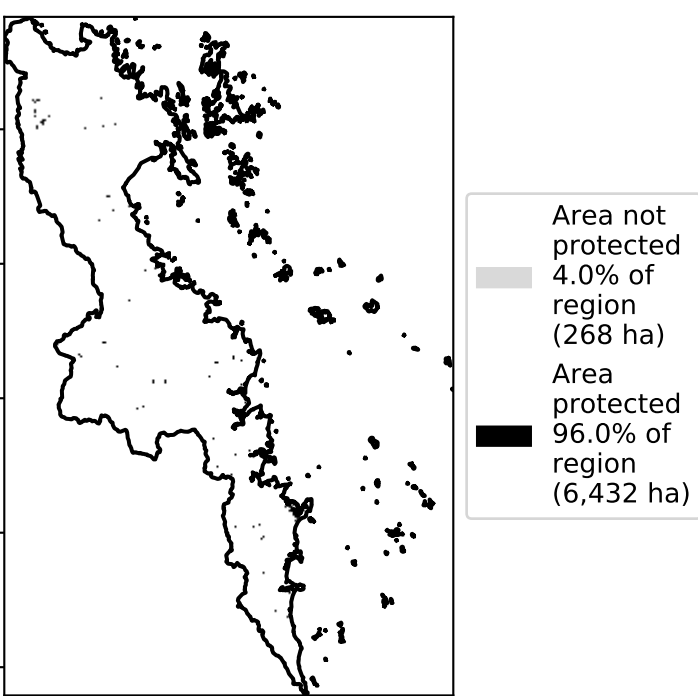 Area not
protected
4.0% of
region
(268 ha)
Area
protected
96.0% of
region
(6,432 ha)